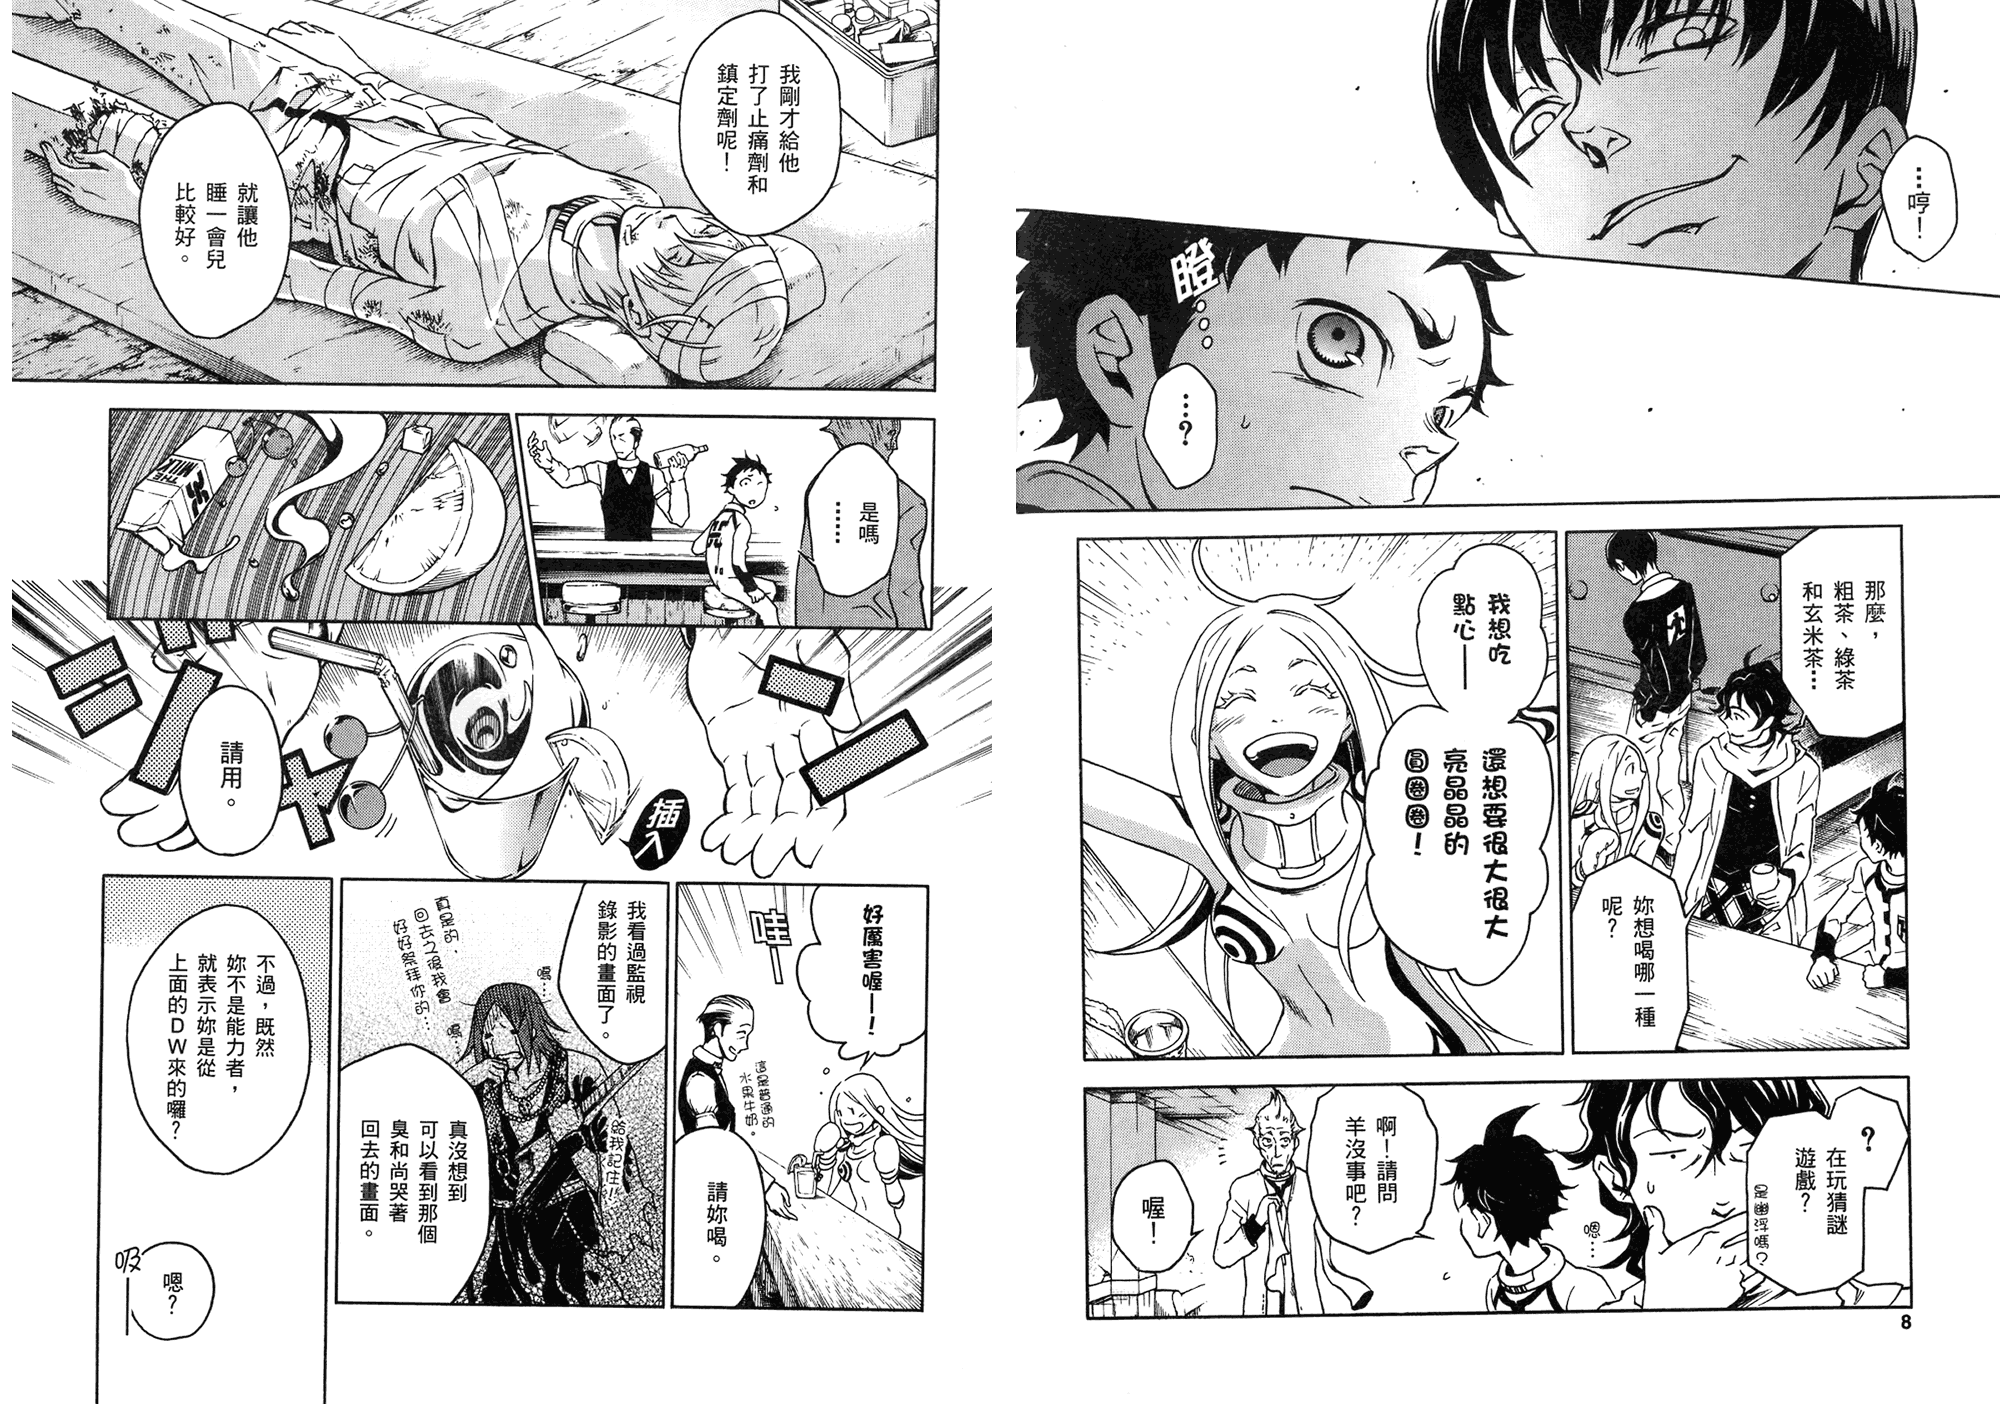 …哼！
瞪…
…？
那麼，
粗茶、綠茶
和玄米茶…
妳想喝哪一種
呢？
我想吃
點心——
還想要很大很大
亮晶晶的
圓圈圈！
？
在玩猜謎
遊戲？
是幽浮嗎？
嗯…
啊！請問
羊沒事吧？
喔！
8
我剛才給他
打了止痛劑和
鎮定劑呢！
就讓他
睡一會兒
比較好。
是嗎
……
THE
MILK
請用。
插入
好厲害喔——！
哇——
這是普通的
水果牛奶。
請妳喝。
我看過監視
錄影的畫面了。
真是的，
回去之後我會
好好祭拜你的…
嗚…
嗚…
給我記住!!
真沒想到
可以看到那個
臭和尚哭著
回去的畫面。
不過，既然
妳不是能力者，
就表示妳是從
上面的DW來的囉？
嗯？
吸——